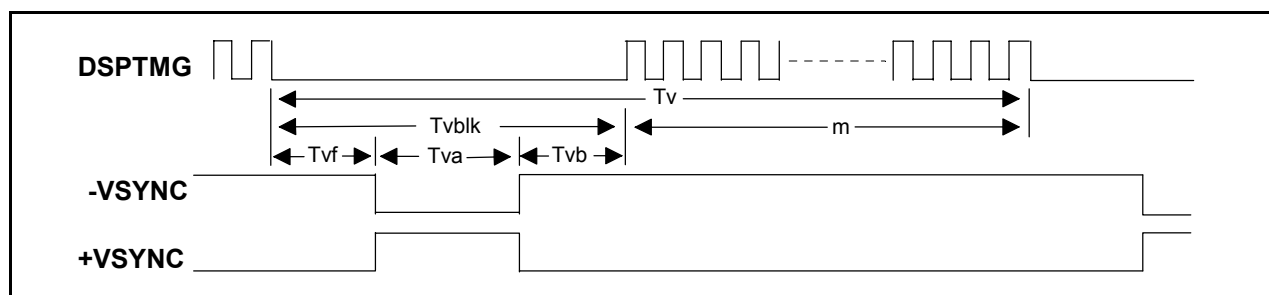 DSPTMG
Tv
Tvblk
m
Tvf
Tva
Tvb
-VSYNC
+VSYNC